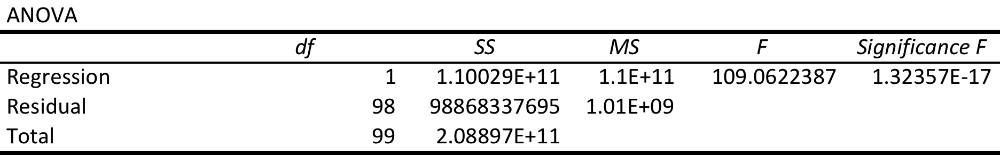 ANOVA
df SS MS F Significance F
Regression 1 1.10029E+11 1.1E+11 109.0622387 1.32357E-17
Residual 98 98868337695 1.01E+09
Total 99 2.08897E+11